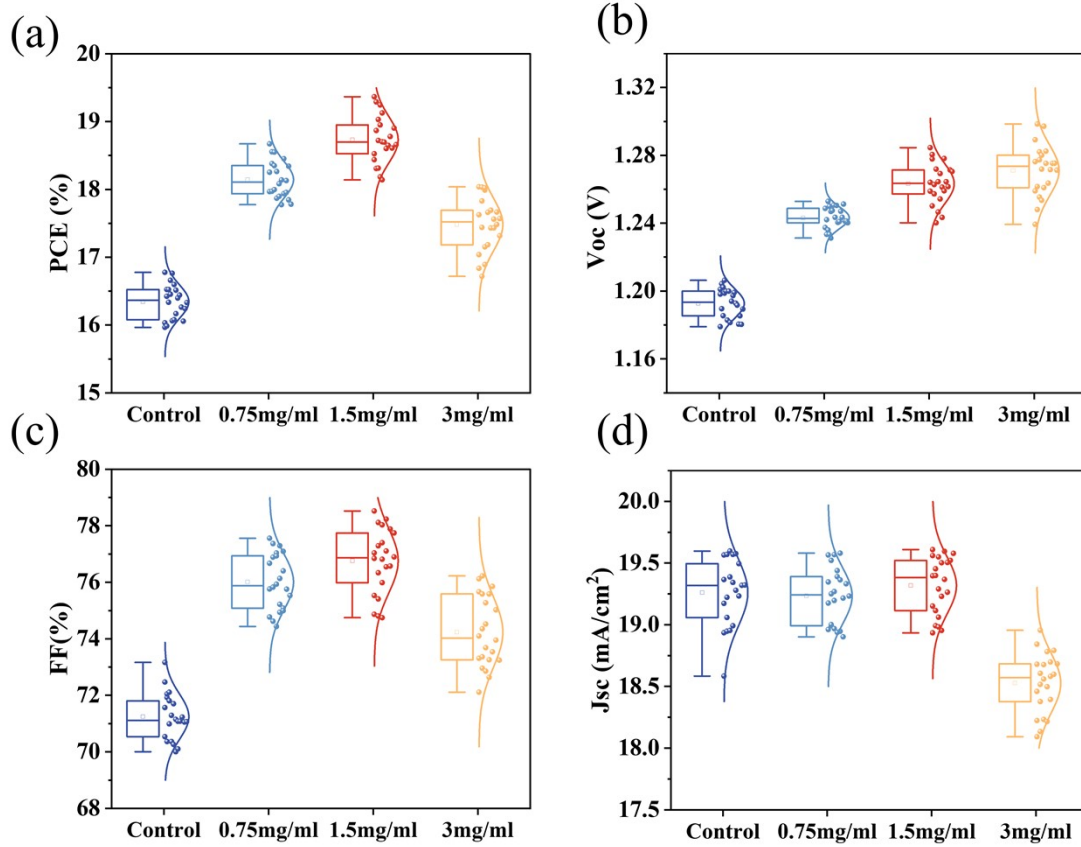 (a)
PCE (%)
20
19
18
17
16
15
Control 0.75mg/ml 1.5mg/ml 3mg/ml
(b)
Voc (V)
1.32
1.28
1.24
1.20
1.16
Control 0.75mg/ml 1.5mg/ml 3mg/ml
(c)
FF(%)
80
78
76
74
72
70
68
Control 0.75mg/ml 1.5mg/ml 3mg/ml
(d)
Jsc (mA/cm²)
20.0
19.5
19.0
18.5
18.0
17.5
Control 0.75mg/ml 1.5mg/ml 3mg/ml